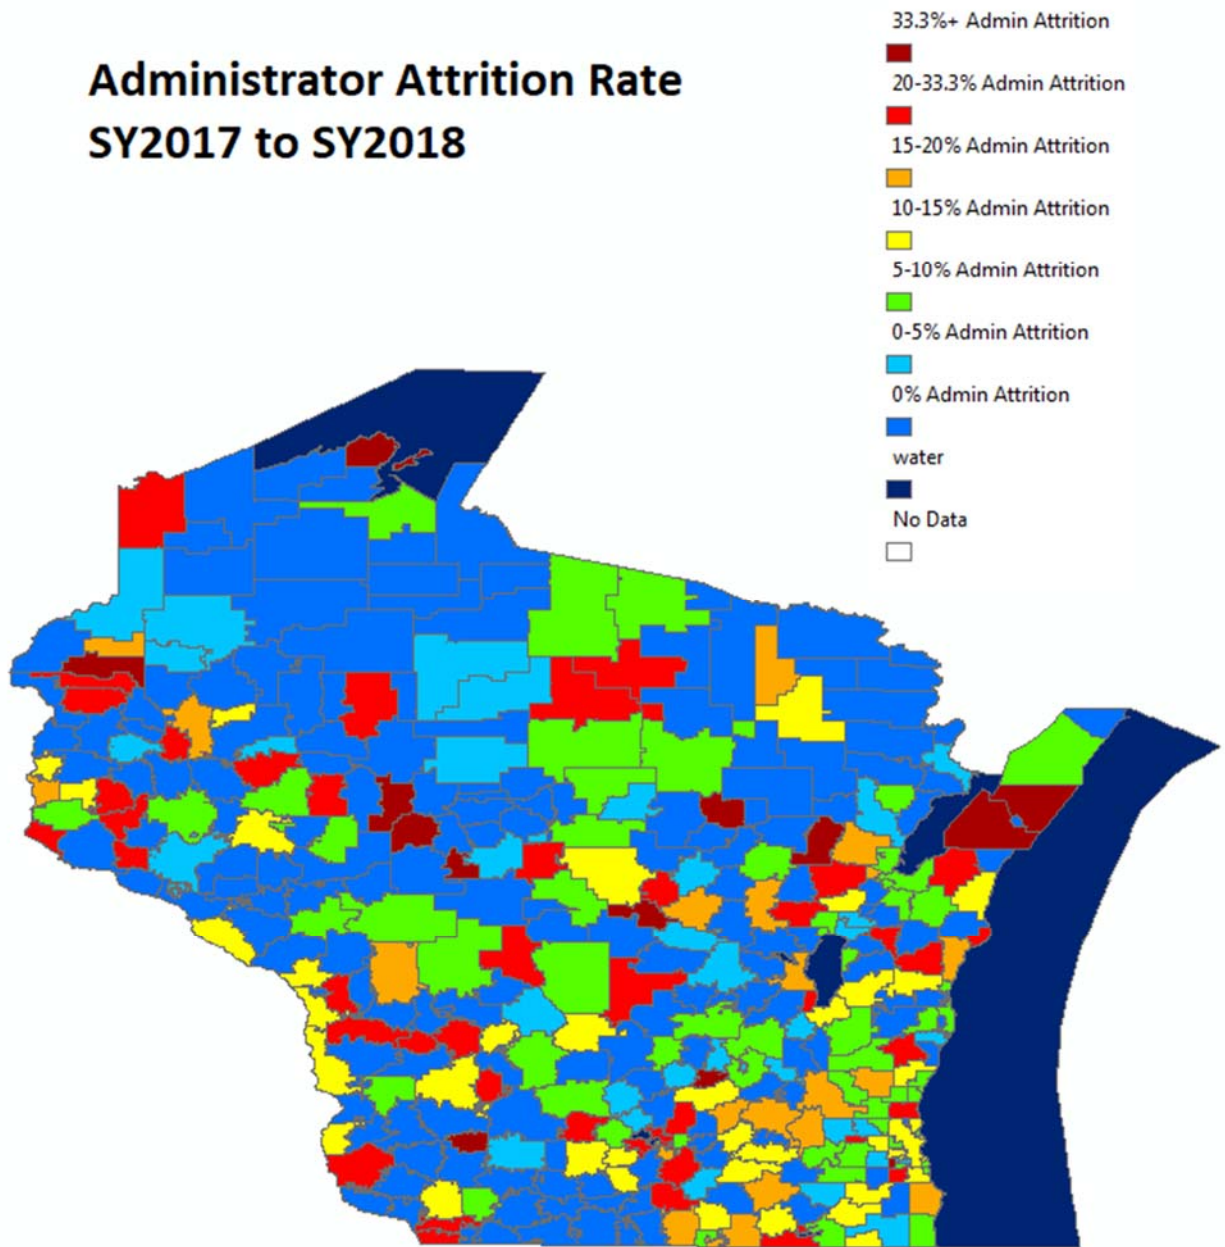 Administrator Attrition Rate
SY2017 to SY2018
33.3%+ Admin Attrition
20-33.3% Admin Attrition
15-20% Admin Attrition
10-15% Admin Attrition
5-10% Admin Attrition
0-5% Admin Attrition
0% Admin Attrition
water
No Data